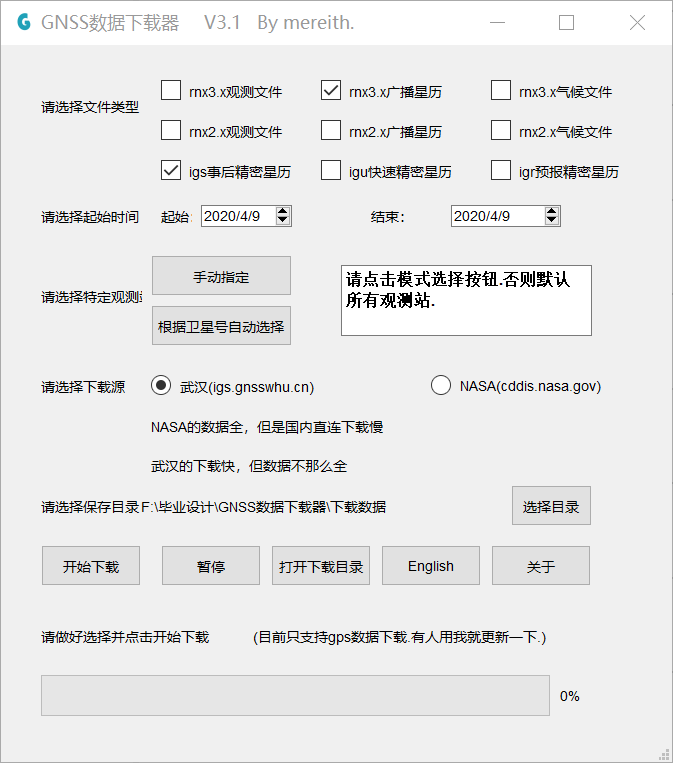 GNSS数据下载器 V3.1 By mereith.
请选择文件类型
rnx3.x观测文件 rnx3.x广播星历 rnx3.x气候文件
rnx2.x观测文件 rnx2.x广播星历 rnx2.x气候文件
igs事后精密星历 igu快速精密星历 igr预报精密星历
请选择起始时间 起始: 2020/4/9 结束: 2020/4/9
请选择特定观测
手动指定
根据卫星号自动选择
请点击模式选择按钮.否则默认
所有观测站.
请选择下载源 武汉(igs.gnsswhu.cn) NASA(cddis.nasa.gov)
NASA的数据全，但是国内直连下载慢
武汉的下载快，但数据不那么全
请选择保存目录 F:\毕业设计\GNSS数据下载器\下载数据 选择目录
开始下载 暂停 打开下载目录 English 关于
请做好选择并点击开始下载 (目前只支持gps数据下载.有人用我就更新一下.)
0%